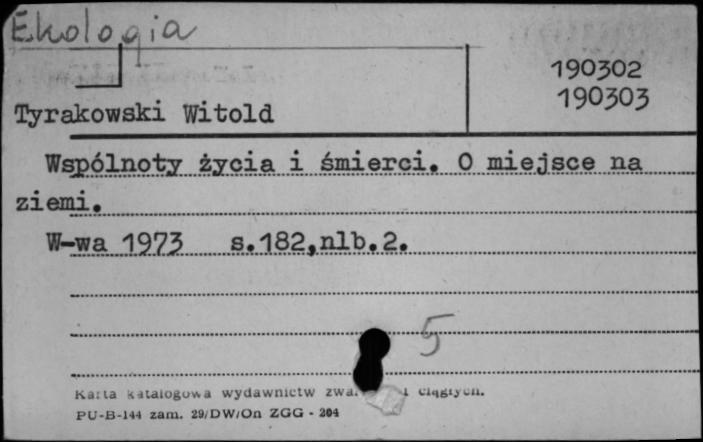 Ekologia
190302
190303
Tyrakowski Witold
Wspólnoty życia i śmierci. O miejsce na
ziemi.
W-wa 1973 s.182,nlb.2.
5
Karta katalogowa wydawnictw i ciągłych.
PU-B-144 zam. 29/DW/On ZGG - 204